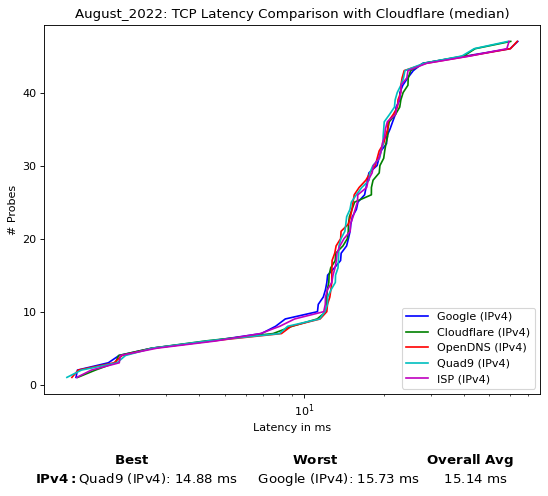 August_2022: TCP Latency Comparison with Cloudflare (median)
# Probes
40
30
20
10
0
Google (IPv4)
Cloudflare (IPv4)
OpenDNS (IPv4)
Quad9 (IPv4)
ISP (IPv4)
10¹
Latency in ms
Best Worst Overall Avg
IPv4: Quad9 (IPv4): 14.88 ms Google (IPv4): 15.73 ms 15.14 ms